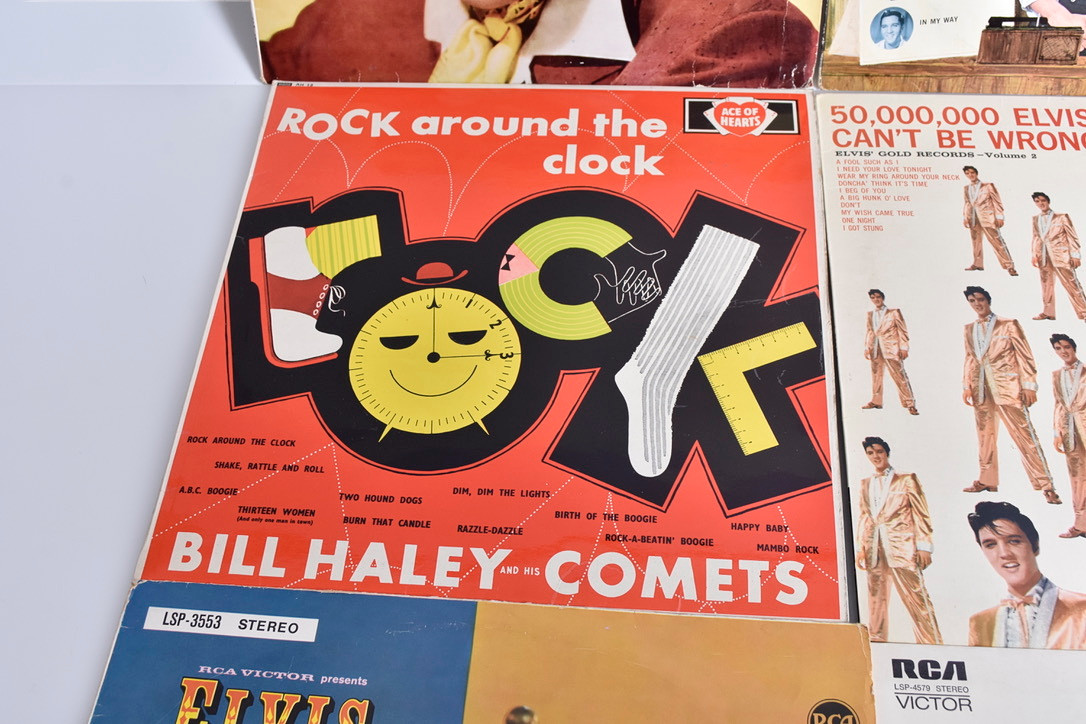 IN MY WAY
ROCK around the
clock
ACE OF
HEARTS
1
2
3
ROCK AROUND THE CLOCK
SHAKE, RATTLE AND ROLL
A.B.C. BOOGIE
THIRTEEN WOMEN
(And only one man in town)
TWO HOUND DOGS
BURN THAT CANDLE
DIM, DIM THE LIGHTS
RAZZLE-DAZZLE
BIRTH OF THE BOOGIE
ROCK-A-BEATIN' BOOGIE
HAPPY BABY
MAMBO ROCK
BILL HALEY AND HIS COMETS
50,000,000 ELVIS
CAN'T BE WRONG
ELVIS' GOLD RECORDS—Volume 2
A FOOL SUCH AS I
I NEED YOUR LOVE TONIGHT
WEAR MY RING AROUND YOUR NECK
DONCHA' THINK IT'S TIME
I BEG OF YOU
A BIG HUNK O' LOVE
DON'T
MY WISH CAME TRUE
ONE NIGHT
I GOT STUNG
RCA
LSP-4579 STEREO
VICTOR
LSP-3553 STEREO
RCA VICTOR presents
ELVIS
RCA